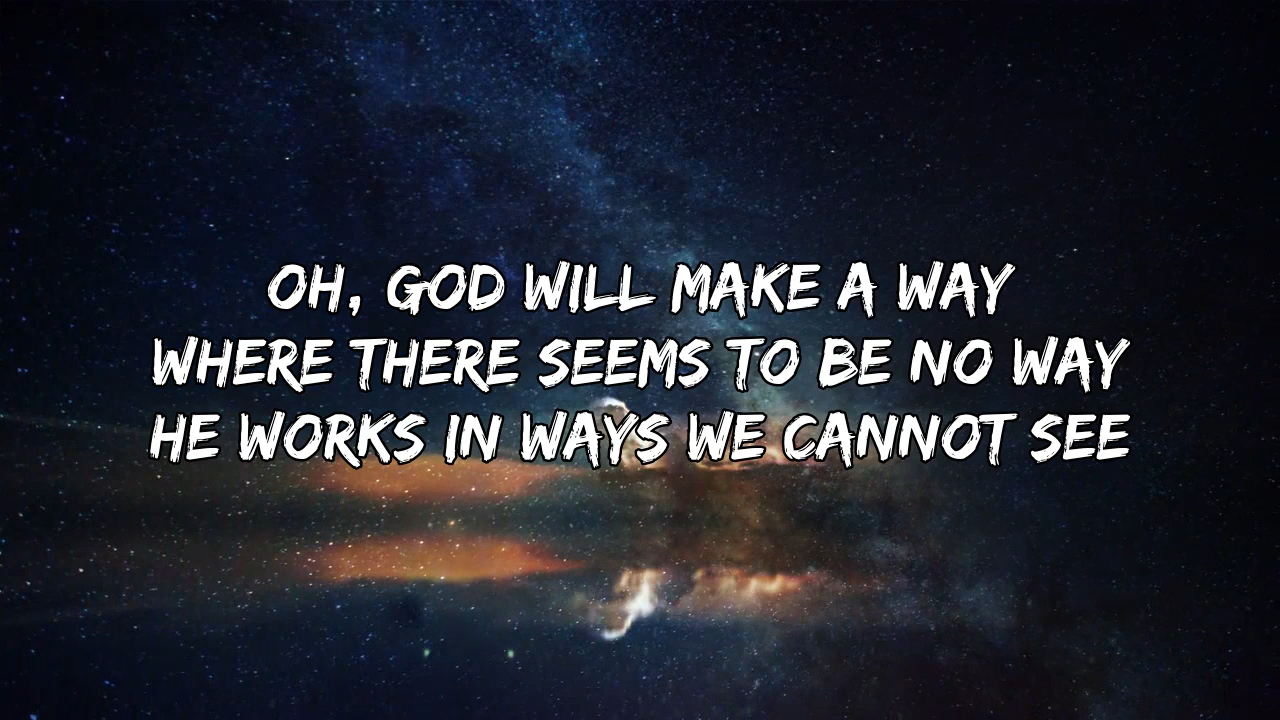 OH, GOD WILL MAKE A WAY
WHERE THERE SEEMS TO BE NO WAY
HE WORKS IN WAYS WE CANNOT SEE